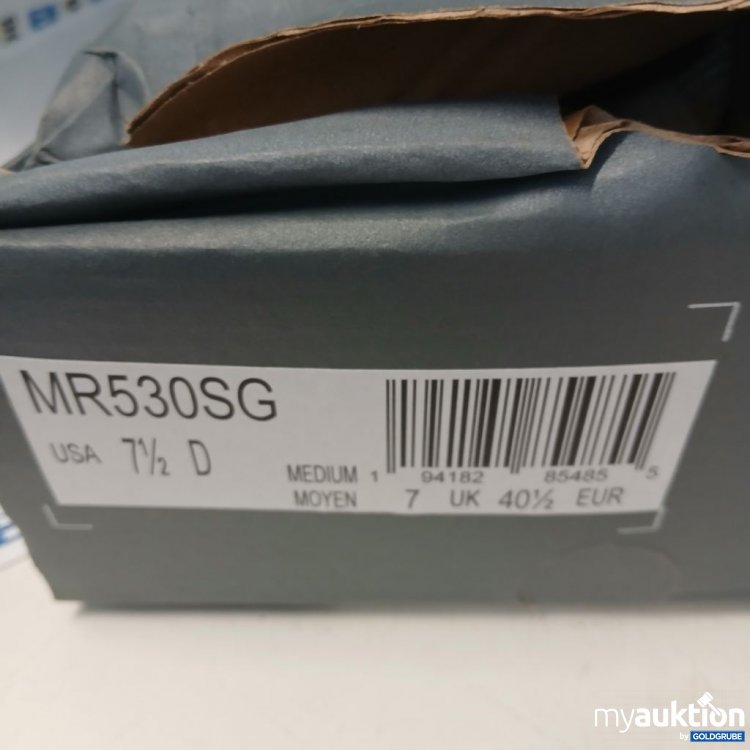 MR530SG
USA 7½ D
MEDIUM 1 94182 85485 5
MOYEN 7 UK 40½ EUR
myauktion
by GOLDGRUBE